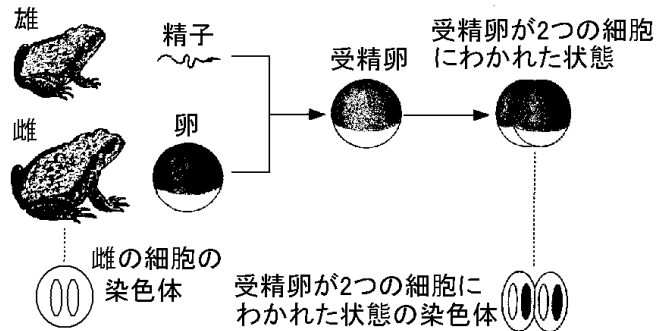 雄
精子
受精卵
受精卵が2つの細胞
にわかれた状態
雌
卵
雌の細胞の
染色体
受精卵が2つの細胞に
わかれた状態の染色体